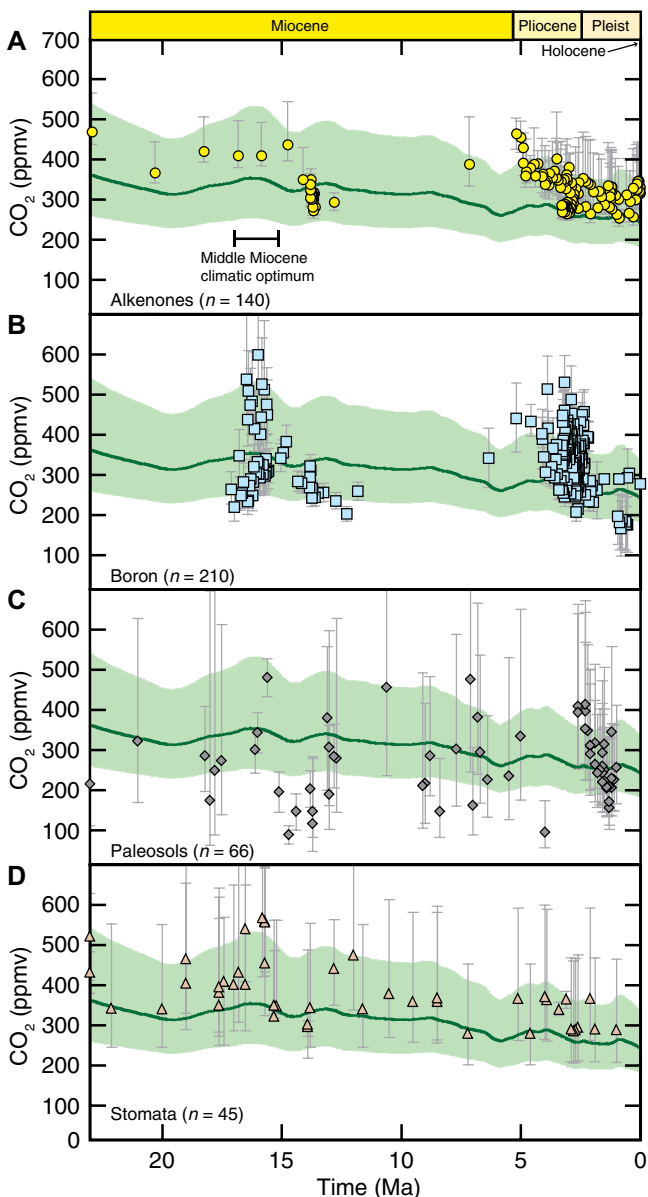 Miocene
Pliocene
Pleist
Holocene
A
700
600
500
400
300
200
100
CO2 (ppmv)
Middle Miocene
climatic optimum
Alkenones (n = 140)
B
600
500
400
300
200
100
CO2 (ppmv)
Boron (n = 210)
C
600
500
400
300
200
100
CO2 (ppmv)
Paleosols (n = 66)
D
600
500
400
300
200
100
0
CO2 (ppmv)
Stomata (n = 45)
20 15 10 5 0
Time (Ma)